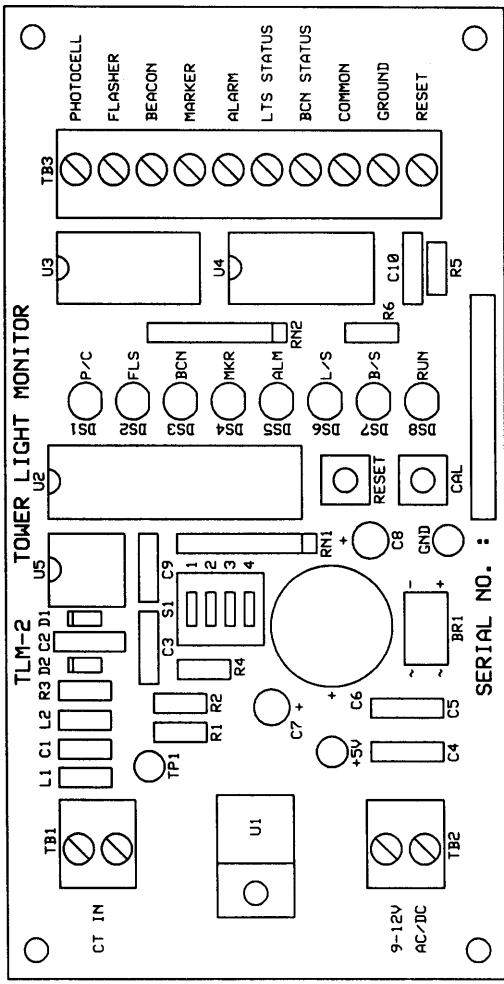 TLM-2 TOWER LIGHT MONITOR
L1
C1
L2
R3
D2
C2
D1
U5
U2
U3
TB3
TB1
CT IN
TP1
R1
R2
C3
C9
S1
1
2
3
4
R4
RN1
U1
U4
DS1
P/C
DS2
FLS
DS3
BCN
DS4
MKR
DS5
ALM
DS6
L/S
DS7
B/S
DS8
RUN
RN2
R6
C10
R5
PHOTOCELL
FLASHER
BEACON
MARKER
ALARM
LTS STATUS
BCN STATUS
COMMON
GROUND
RESET
C7
+
+5V
C6
+
C8
+
RESET
CAL
GND
9-12V
AC/DC
TB2
C4
C5
BR1
~ -
~ +
SERIAL NO. :